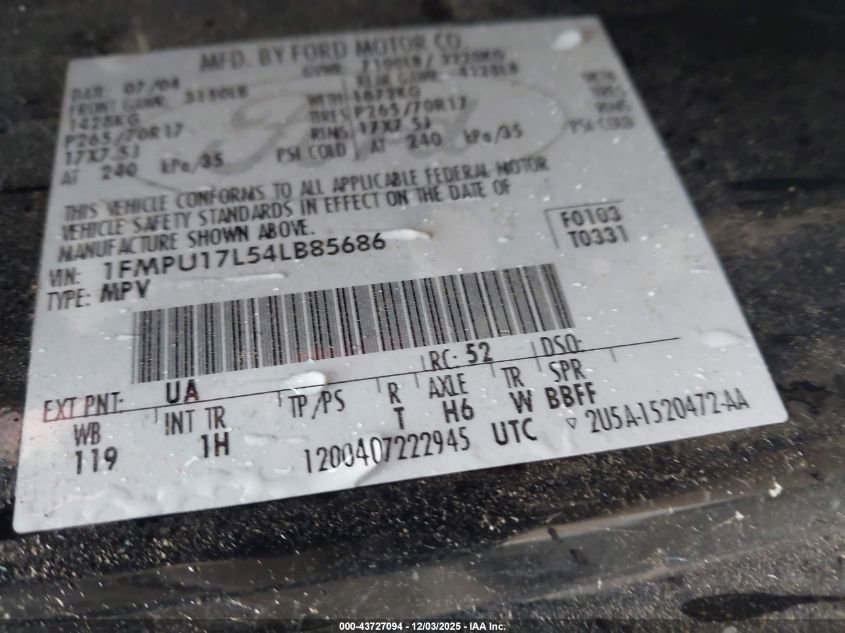 MFD. BY FORD MOTOR CO.
DATE: 07/04 GVWR: 7100LB/ 3220KG
FRONT GAWR: 3150LB REAR GAWR: 4128LB
1428KG WITH 1872KG WITH
P265/70R17 TIRES P265/70R17 TIRES
17X7.5J RIMS 17X7.5J RIMS
AT 240 kPa/35 PSI COLD AT 240 kPa/35 PSI COLD
THIS VEHICLE CONFORMS TO ALL APPLICABLE FEDERAL MOTOR
VEHICLE SAFETY STANDARDS IN EFFECT ON THE DATE OF
MANUFACTURE SHOWN ABOVE.
VIN: 1FMPU17L54LB85686
TYPE: MPV
F0103
T0331
EXT PNT: UA RC: 52 DSO:
WB INT TR TP/PS R AXLE TR SPR
119 1H T H6 W BBFF
1200407222945 UTC ▽ 2U5A-1520472-AA
000-43727094 - 12/03/2025 - IAA Inc.